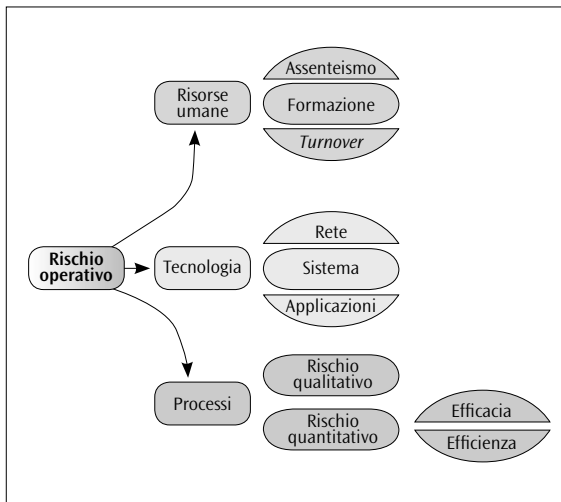 Assenteismo
Risorse
umane
Formazione
Turnover
Rete
Rischio
operativo
Tecnologia
Sistema
Applicazioni
Rischio
qualitativo
Processi
Rischio
quantitativo
Efficacia
Efficienza